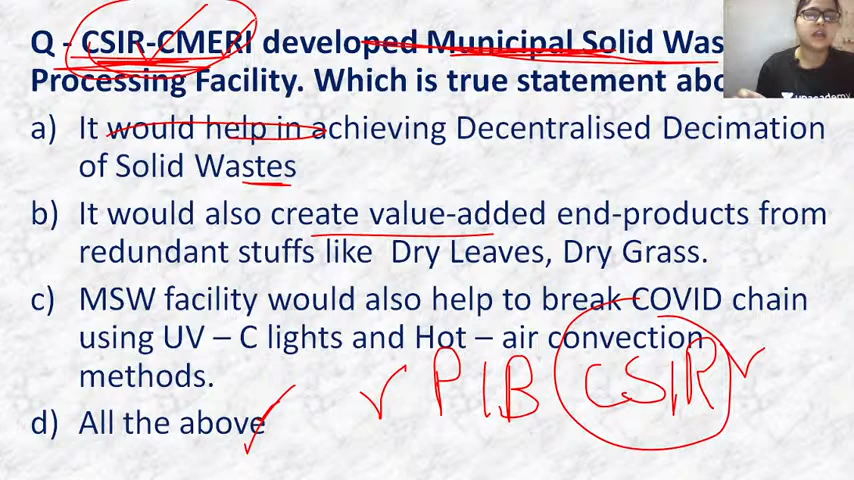 Q - CSIR-CMERI developed Municipal Solid Was
Processing Facility. Which is true statement abo
a) It would help in achieving Decentralised Decimation
of Solid Wastes
b) It would also create value-added end-products from
redundant stuffs like Dry Leaves, Dry Grass.
c) MSW facility would also help to break COVID chain
using UV – C lights and Hot – air convection
methods.
PIB CSIR
d) All the above
unacademy